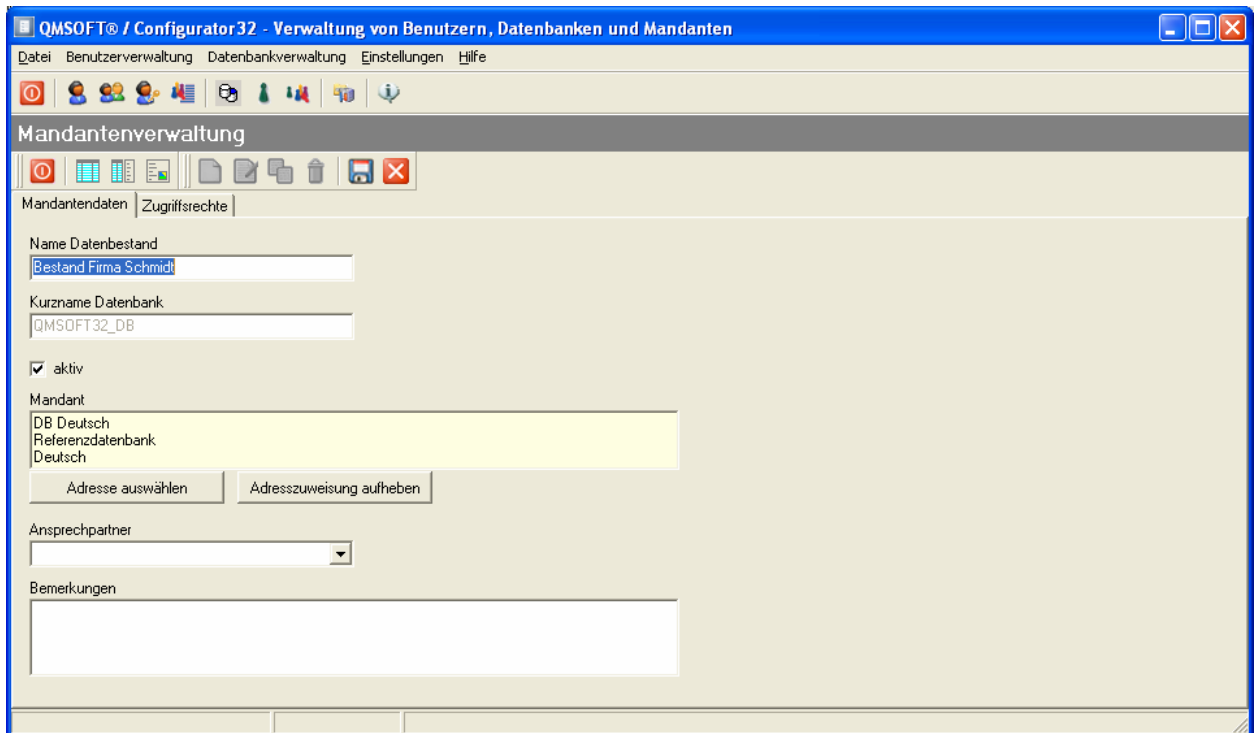 QMSOFT® / Configurator32 - Verwaltung von Benutzern, Datenbanken und Mandanten
Datei Benutzerverwaltung Datenbankverwaltung Einstellungen Hilfe
Mandantenverwaltung
Mandantendaten Zugriffsrechte
Name Datenbestand
Bestand Firma Schmidt
Kurzname Datenbank
QMSOFT32_DB
aktiv
Mandant
DB Deutsch
Referenzdatenbank
Deutsch
Adresse auswählen Adresszuweisung aufheben
Ansprechpartner
Bemerkungen